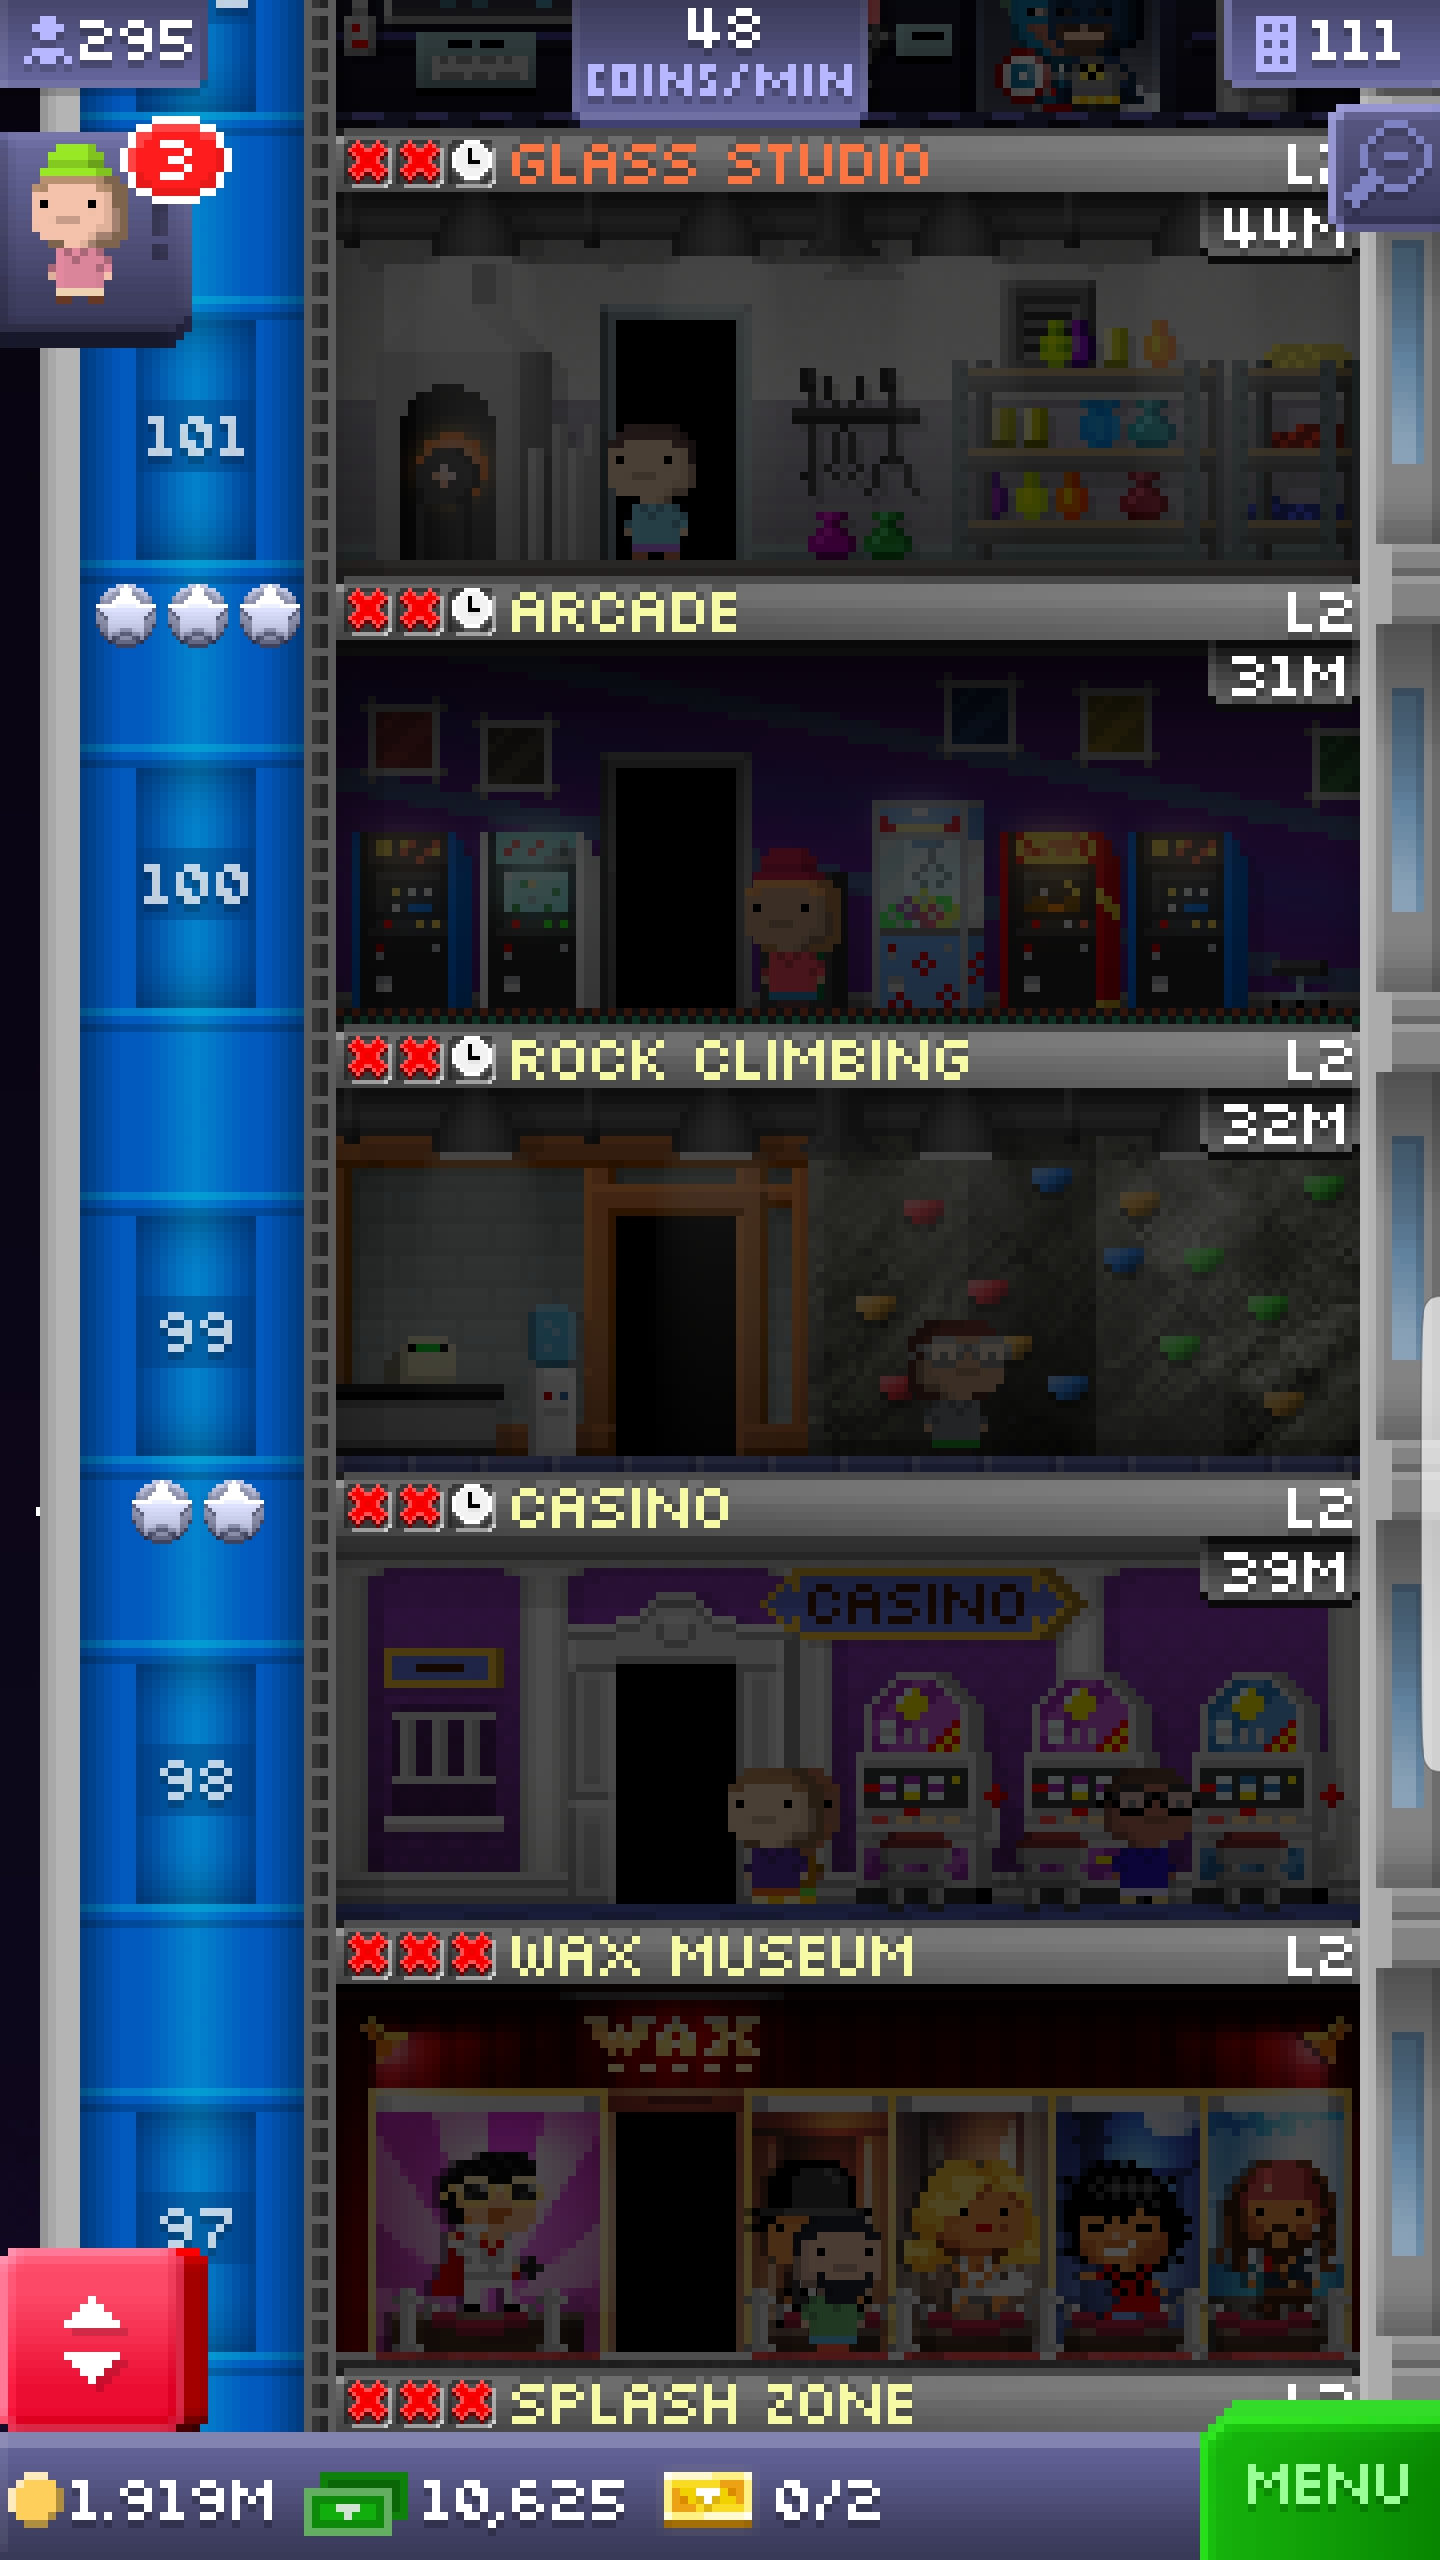 295
48
COINS/MIN
111
3
GLASS STUDIO
44M
101
ARCADE L2
31M
100
ROCK CLIMBING L2
32M
99
CASINO L2
39M
CASINO
98
WAX MUSEUM L2
WAX
97
SPLASH ZONE
1.919M 10,625 0/2
MENU